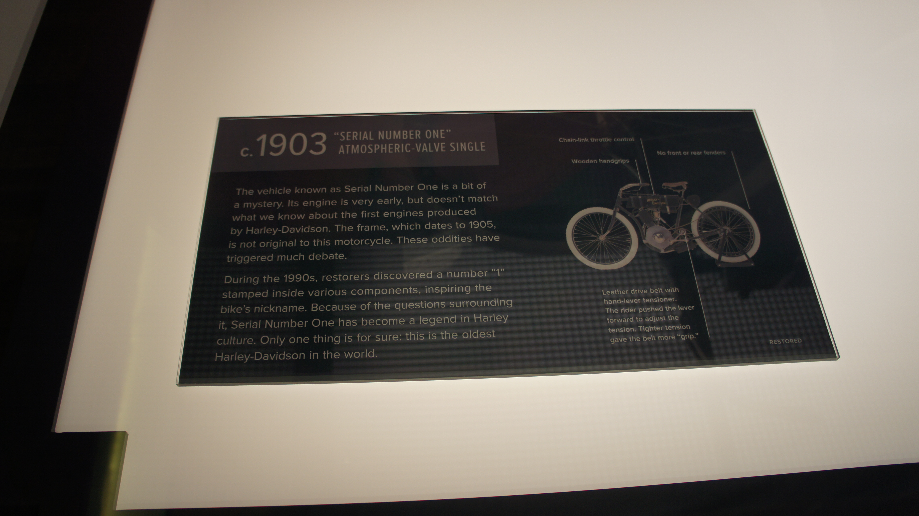 c. 1903 "SERIAL NUMBER ONE"
ATMOSPHERIC-VALVE SINGLE
The vehicle known as Serial Number One is a bit of
a mystery. Its engine is very early, but doesn't match
what we know about the first engines produced
by Harley-Davidson. The frame, which dates to 1905,
is not original to this motorcycle. These oddities have
triggered much debate.
During the 1990s, restorers discovered a number "1"
stamped inside various components, inspiring the
bike's nickname. Because of the questions surrounding
it, Serial Number One has become a legend in Harley
culture. Only one thing is for sure: this is the oldest
Harley-Davidson in the world.
Chain-link throttle control
Wooden handgrips
No front or rear fenders
Leather drive belt with
hand-lever tensioner.
The rider pushed the lever
forward to adjust the
tension. Tighter tension
gave the belt more "grip."
RESTORED